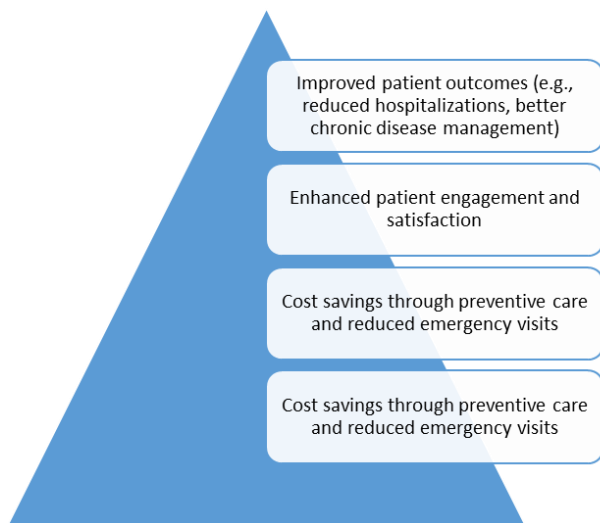 Improved patient outcomes (e.g.,
reduced hospitalizations, better
chronic disease management)
Enhanced patient engagement and
satisfaction
Cost savings through preventive care
and reduced emergency visits
Cost savings through preventive care
and reduced emergency visits